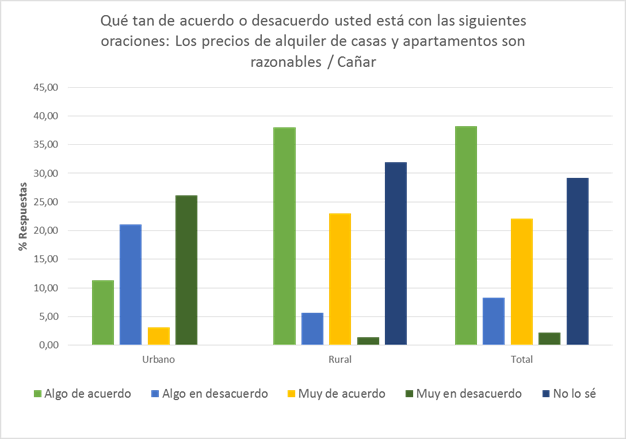 Qué tan de acuerdo o desacuerdo usted está con las siguientes
oraciones: Los precios de alquiler de casas y apartamentos son
razonables / Cañar
45,00
40,00
35,00
30,00
25,00
20,00
15,00
10,00
5,00
0,00
% Respuestas
Urbano Rural Total
Algo de acuerdo Algo en desacuerdo Muy de acuerdo Muy en desacuerdo No lo sé